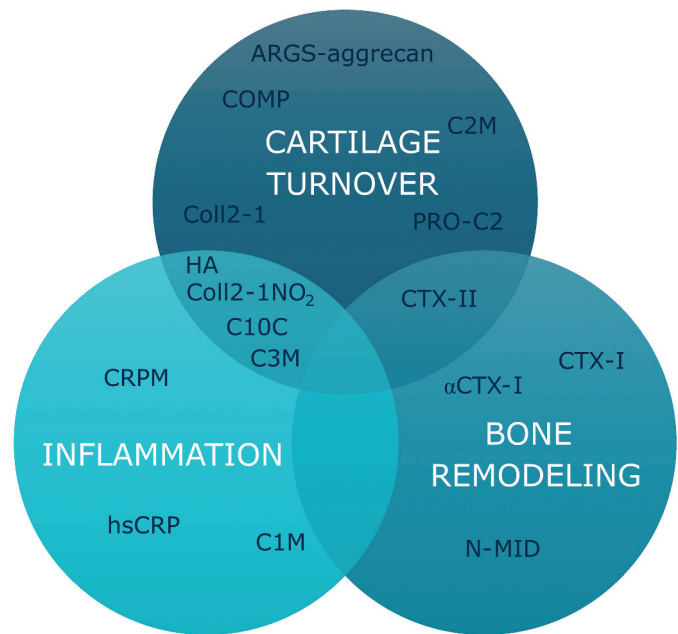 ARGS-aggrecan
COMP
C2M
CARTILAGE
TURNOVER
Coll2-1
PRO-C2
HA
Coll2-1NO₂
CTX-II
C10C
C3M
CTX-I
CRPM
αCTX-I
BONE
INFLAMMATION
REMODELING
hsCRP
C1M
N-MID